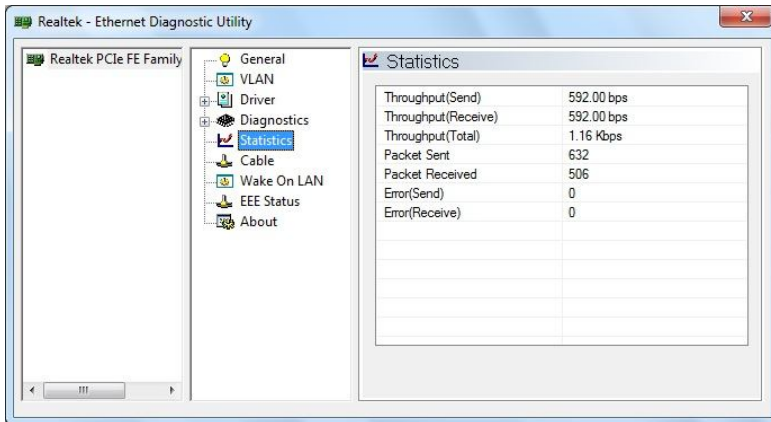 Realtek - Ethernet Diagnostic Utility
Realtek PCIe FE Family
General
VLAN
Driver
Diagnostics
Statistics
Cable
Wake On LAN
EEE Status
About
Statistics
Throughput(Send) 592.00 bps
Throughput(Receive) 592.00 bps
Throughput(Total) 1.16 Kbps
Packet Sent 632
Packet Received 506
Error(Send) 0
Error(Receive) 0